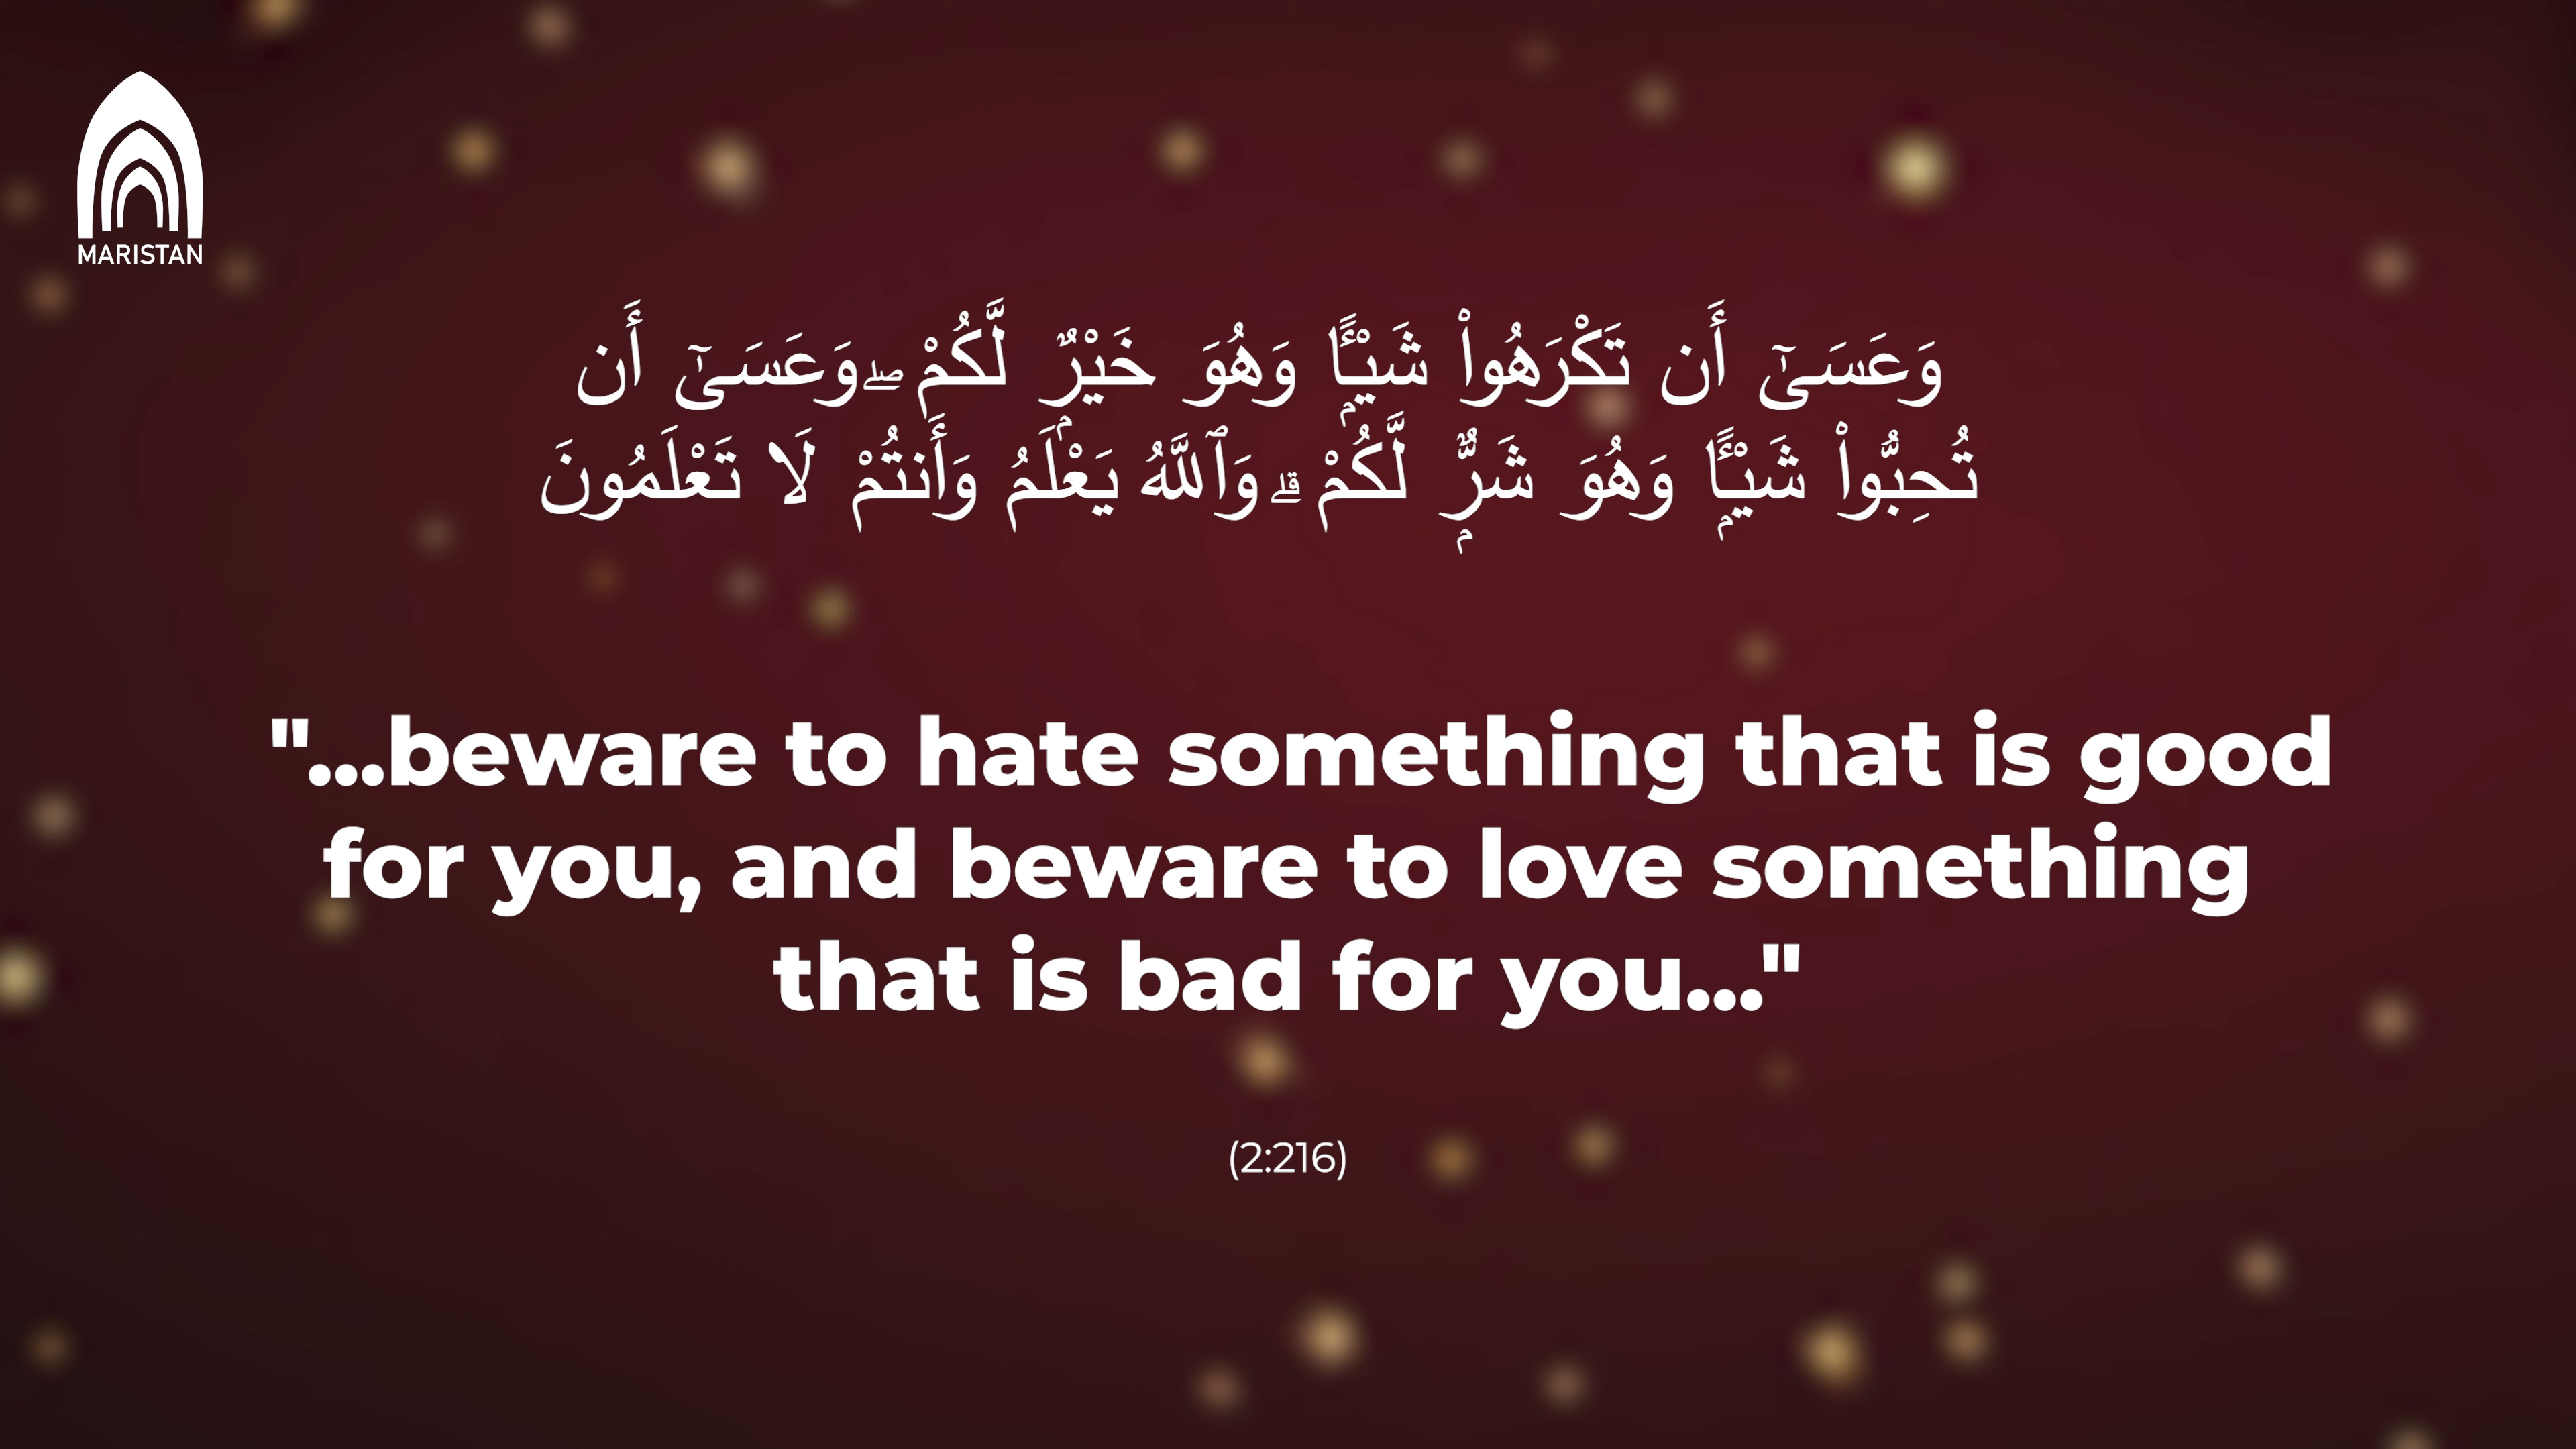 MARISTAN
وَعَسَىٰٓ أَن تَكْرَهُوا۟ شَيْـًۭٔا وَهُوَ خَيْرٌۭ لَّكُمْ ۖ وَعَسَىٰٓ أَن
تُحِبُّوا۟ شَيْـًۭٔا وَهُوَ شَرٌّۭ لَّكُمْ ۗ وَٱللَّهُ يَعْلَمُ وَأَنتُمْ لَا تَعْلَمُونَ
"...beware to hate something that is good
for you, and beware to love something
that is bad for you..."
(2:216)